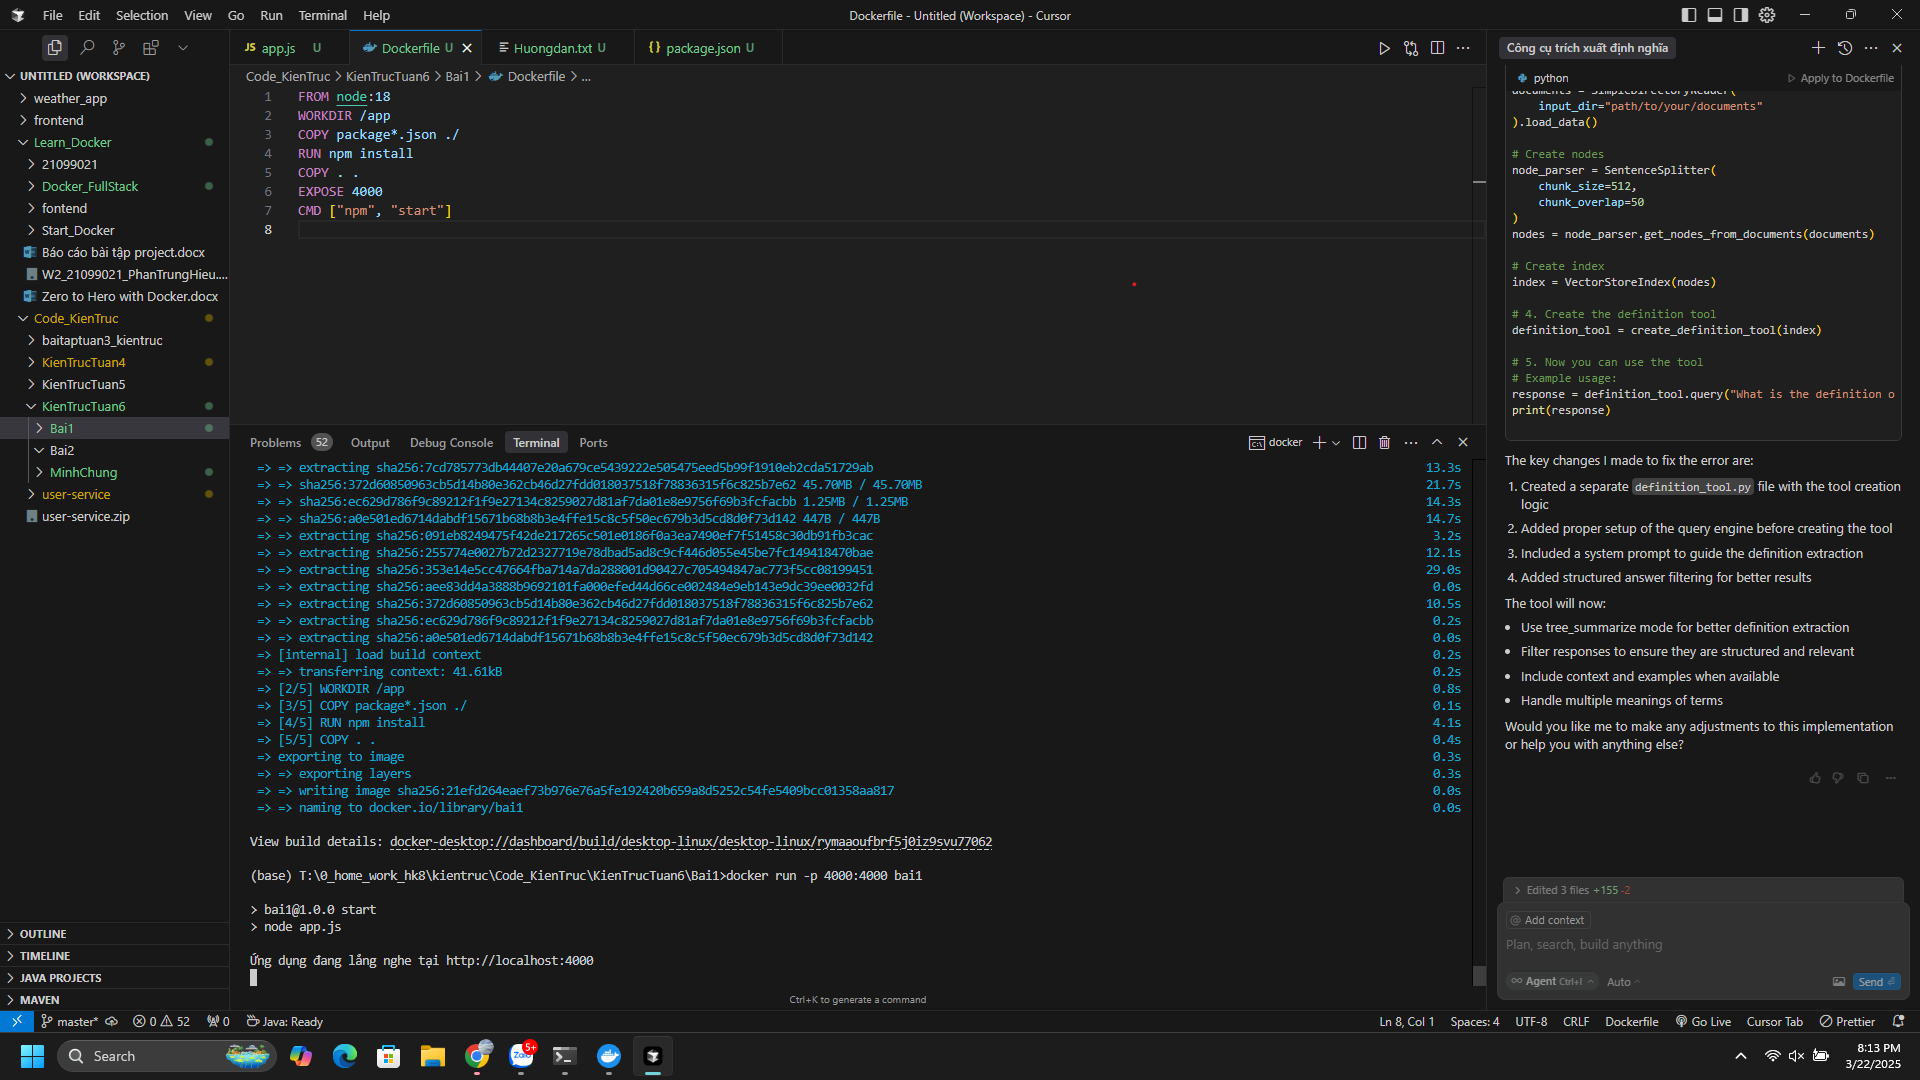 File Edit Selection View Go Run Terminal Help
Dockerfile - Untitled (Workspace) - Cursor
UNTITLED (WORKSPACE)
weather_app
frontend
Learn_Docker
21099021
Docker_FullStack
fontend
Start_Docker
Báo cáo bài tập project.docx
W2_21099021_PhanTrungHieu....
Zero to Hero with Docker.docx
Code_KienTruc
baitaptuan3_kientruc
KienTrucTuan4
KienTrucTuan5
KienTrucTuan6
Bai1
Bai2
MinhChung
user-service
user-service.zip
OUTLINE
TIMELINE
JAVA PROJECTS
MAVEN
JS app.js U
Dockerfile U
Huongdan.txt U
{} package.json U
Code_KienTruc > KienTrucTuan6 > Bai1 > Dockerfile > ...
1 FROM node:18
2 WORKDIR /app
3 COPY package*.json ./
4 RUN npm install
5 COPY . .
6 EXPOSE 4000
7 CMD ["npm", "start"]
8
Problems 52 Output Debug Console Terminal Ports
docker
=> => extracting sha256:7cd785773db44407e20a679ce5439222e505475eed5b99f1910eb2cda51729ab 13.3s
=> => sha256:372d60850963cb5d14b80e362cb46d27fdd018037518f78836315f6c825b7e62 45.70MB / 45.70MB 21.7s
=> => sha256:ec629d786f9c89212f1f9e27134c8259027d81af7da01e8e9756f69b3fcfacbb 1.25MB / 1.25MB 14.3s
=> => sha256:a0e501ed6714dabdf15671b68b8b3e4ffe15c8c5f50ec679b3d5cd8d0f73d142 447B / 447B 14.7s
=> => extracting sha256:091eb8249475f42de217265c501e0186f0a3ea7490ef7f51458c30db91fb3cac 3.2s
=> => extracting sha256:255774e0027b72d2327719e78dbad5ad8c9cf446d055e45be7fc149418470bae 12.1s
=> => extracting sha256:353e14e5cc47664fba714a7da288001d90427c705494847ac773f5cc08199451 29.0s
=> => extracting sha256:aee83dd4a3888b9692101fa000efed44d66ce002484e9eb143e9dc39ee0032fd 0.0s
=> => extracting sha256:372d60850963cb5d14b80e362cb46d27fdd018037518f78836315f6c825b7e62 10.5s
=> => extracting sha256:ec629d786f9c89212f1f9e27134c8259027d81af7da01e8e9756f69b3fcfacbb 0.2s
=> => extracting sha256:a0e501ed6714dabdf15671b68b8b3e4ffe15c8c5f50ec679b3d5cd8d0f73d142 0.0s
=> [internal] load build context 0.2s
=> => transferring context: 41.61kB 0.2s
=> [2/5] WORKDIR /app 0.8s
=> [3/5] COPY package*.json ./ 0.1s
=> [4/5] RUN npm install 4.1s
=> [5/5] COPY . . 0.4s
=> exporting to image 0.3s
=> => exporting layers 0.3s
=> => writing image sha256:21efd264eaef73b976e76a5fe192420b659a8d5252c54fe5409bcc01358aa817 0.0s
=> => naming to docker.io/library/bai1 0.0s
View build details: docker-desktop://dashboard/build/desktop-linux/desktop-linux/rymaaoufbrf5j0iz9svu77062
(base) T:\0_home_work_hk8\kientruc\Code_KienTruc\KienTrucTuan6\Bai1>docker run -p 4000:4000 bai1
> bai1@1.0.0 start
> node app.js
Ứng dụng đang lắng nghe tại http://localhost:4000
Ctrl+K to generate a command
Công cụ trích xuất định nghĩa
python Apply to Dockerfile
documents = SimpleDirectoryReader(
input_dir="path/to/your/documents"
).load_data()
# Create nodes
node_parser = SentenceSplitter(
chunk_size=512,
chunk_overlap=50
)
nodes = node_parser.get_nodes_from_documents(documents)
# Create index
index = VectorStoreIndex(nodes)
# 4. Create the definition tool
definition_tool = create_definition_tool(index)
# 5. Now you can use the tool
# Example usage:
response = definition_tool.query("What is the definition o
print(response)
The key changes I made to fix the error are:
1. Created a separate definition_tool.py file with the tool creation
logic
2. Added proper setup of the query engine before creating the tool
3. Included a system prompt to guide the definition extraction
4. Added structured answer filtering for better results
The tool will now:
• Use tree_summarize mode for better definition extraction
• Filter responses to ensure they are structured and relevant
• Include context and examples when available
• Handle multiple meanings of terms
Would you like me to make any adjustments to this implementation
or help you with anything else?
> Edited 3 files +155 -2
@ Add context
Plan, search, build anything
∞ Agent Ctrl+I Auto Send
master* 0 52 0 Java: Ready
Ln 8, Col 1 Spaces: 4 UTF-8 CRLF Dockerfile Go Live Cursor Tab Prettier
Search
Zalo 5+
8:13 PM
3/22/2025